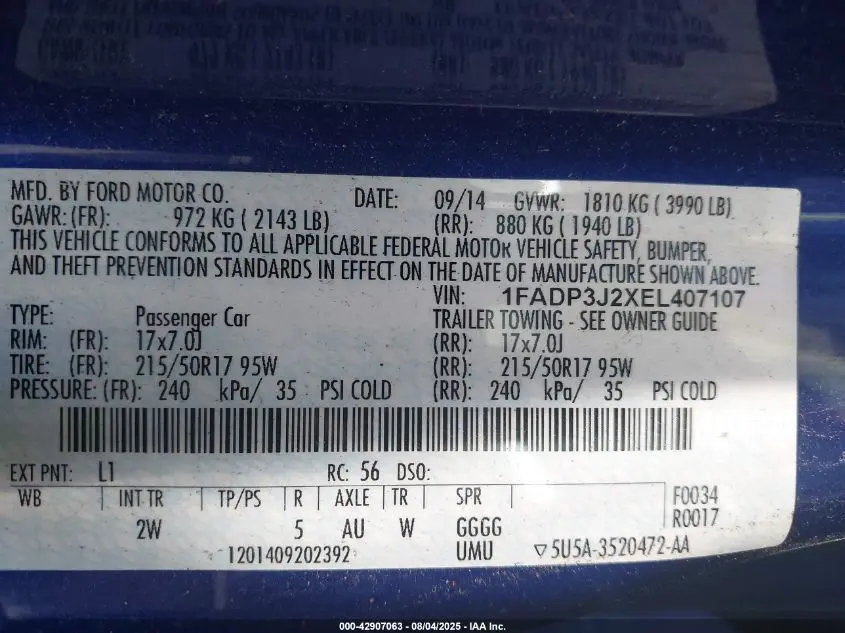 MFD. BY FORD MOTOR CO. DATE: 09/14 GVWR: 1810 KG ( 3990 LB)
GAWR: (FR): 972 KG ( 2143 LB) (RR): 880 KG ( 1940 LB)
THIS VEHICLE CONFORMS TO ALL APPLICABLE FEDERAL MOTOR VEHICLE SAFETY, BUMPER,
AND THEFT PREVENTION STANDARDS IN EFFECT ON THE DATE OF MANUFACTURE SHOWN ABOVE.
VIN: 1FADP3J2XEL407107
TYPE: Passenger Car TRAILER TOWING - SEE OWNER GUIDE
RIM: (FR): 17x7.0J (RR): 17x7.0J
TIRE: (FR): 215/50R17 95W (RR): 215/50R17 95W
PRESSURE: (FR): 240 kPa/ 35 PSI COLD (RR): 240 kPa/ 35 PSI COLD
EXT PNT: L1 RC: 56 DSO:
WB INT TR TP/PS R AXLE TR SPR F0034
R0017
2W 5 AU W GGGG
1201409202392 UMU ▽5U5A-3520472-AA
000-42907063 - 08/04/2025 - IAA Inc.